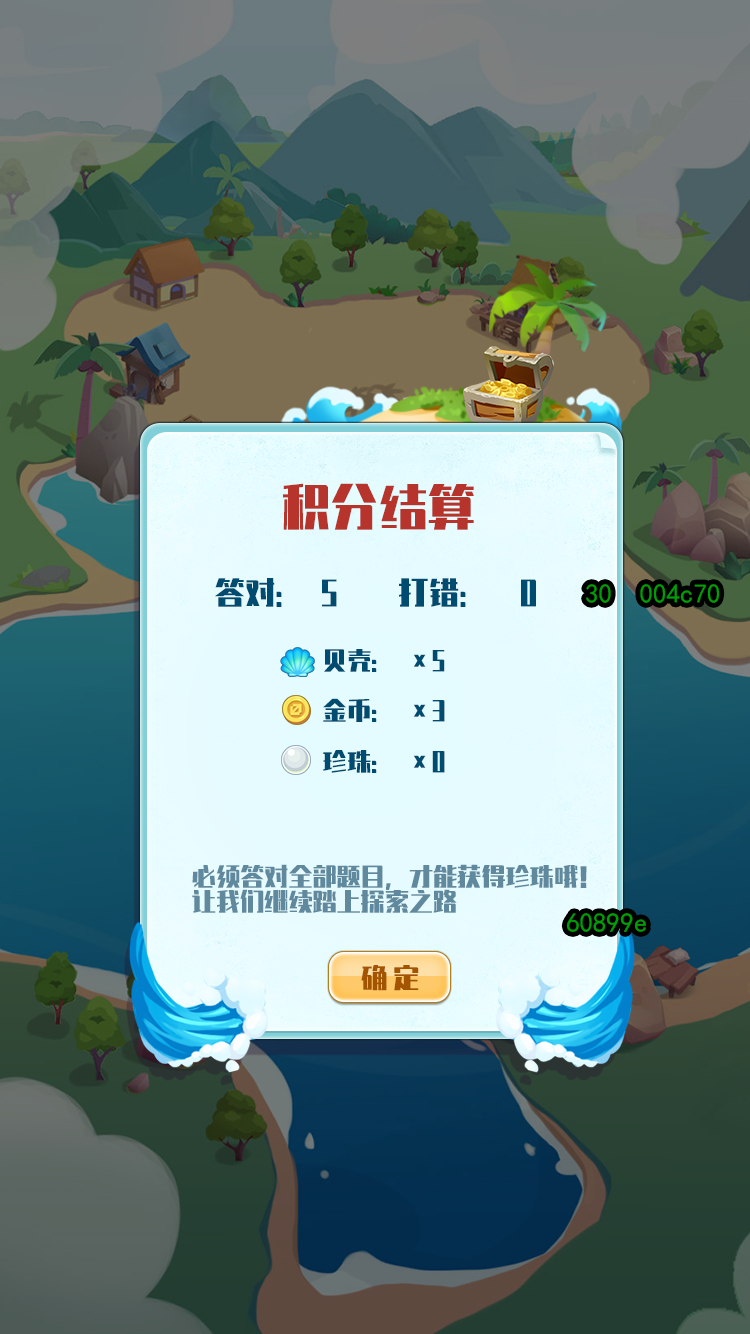 积分结算
答对: 5 打错: 0 30 004c70
贝壳: x5
金币: x3
珍珠: x0
必须答对全部题目，才能获得珍珠哦!
让我们继续踏上探索之路
60899e
确定